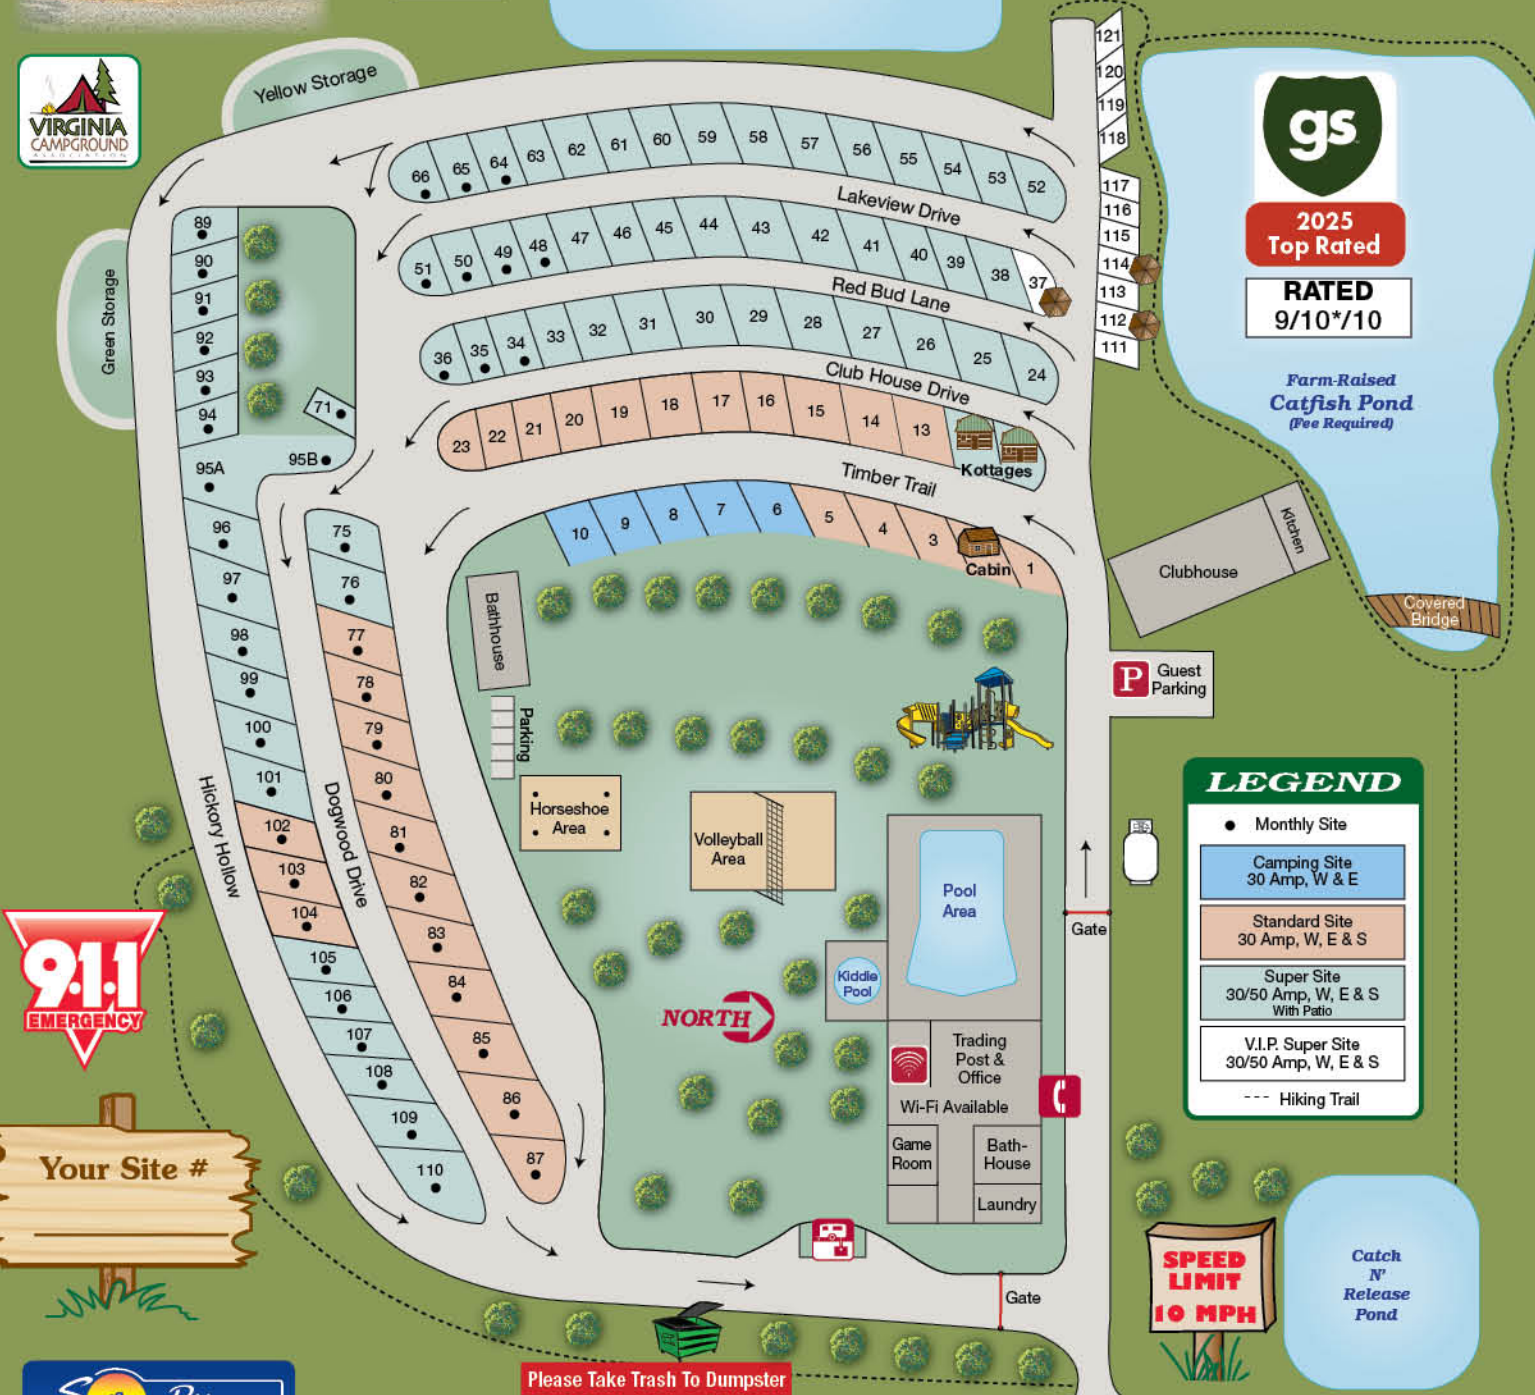 VIRGINIA
CAMPGROUND
ASSOCIATION
Yellow Storage
Green Storage
121
120
119
118
117
116
115
114
113
112
111
66
65
64
63
62
61
60
59
58
57
56
55
54
53
52
Lakeview Drive
51
50
49
48
47
46
45
44
43
42
41
40
39
38
37
Red Bud Lane
36
35
34
33
32
31
30
29
28
27
26
25
24
Club House Drive
23
22
21
20
19
18
17
16
15
14
13
Kottages
Timber Trail
10
9
8
7
6
5
4
3
Cabin
1
89
90
91
92
93
94
95A
95B
71
96
97
98
99
100
101
102
103
104
105
106
107
108
109
110
Hickory Hollow
75
76
77
78
79
80
81
82
83
84
85
86
87
Dogwood Drive
gs
2025
Top Rated
RATED
9/10*/10
Farm-Raised
Catfish Pond
(Fee Required)
Kitchen
Clubhouse
Covered
Bridge
P
Guest
Parking
Bathhouse
Parking
Horseshoe
Area
Volleyball
Area
Pool
Area
Kiddie
Pool
Gate
NORTH
Trading
Post &
Office
Wi-Fi Available
Game
Room
Bath-
House
Laundry
LEGEND
Monthly Site
Camping Site
30 Amp, W & E
Standard Site
30 Amp, W, E & S
Super Site
30/50 Amp, W, E & S
With Patio
V.I.P. Super Site
30/50 Amp, W, E & S
Hiking Trail
9·1·1
EMERGENCY
Your Site #
SPEED
LIMIT
10 MPH
Catch
N'
Release
Pond
Gate
Please Take Trash To Dumpster